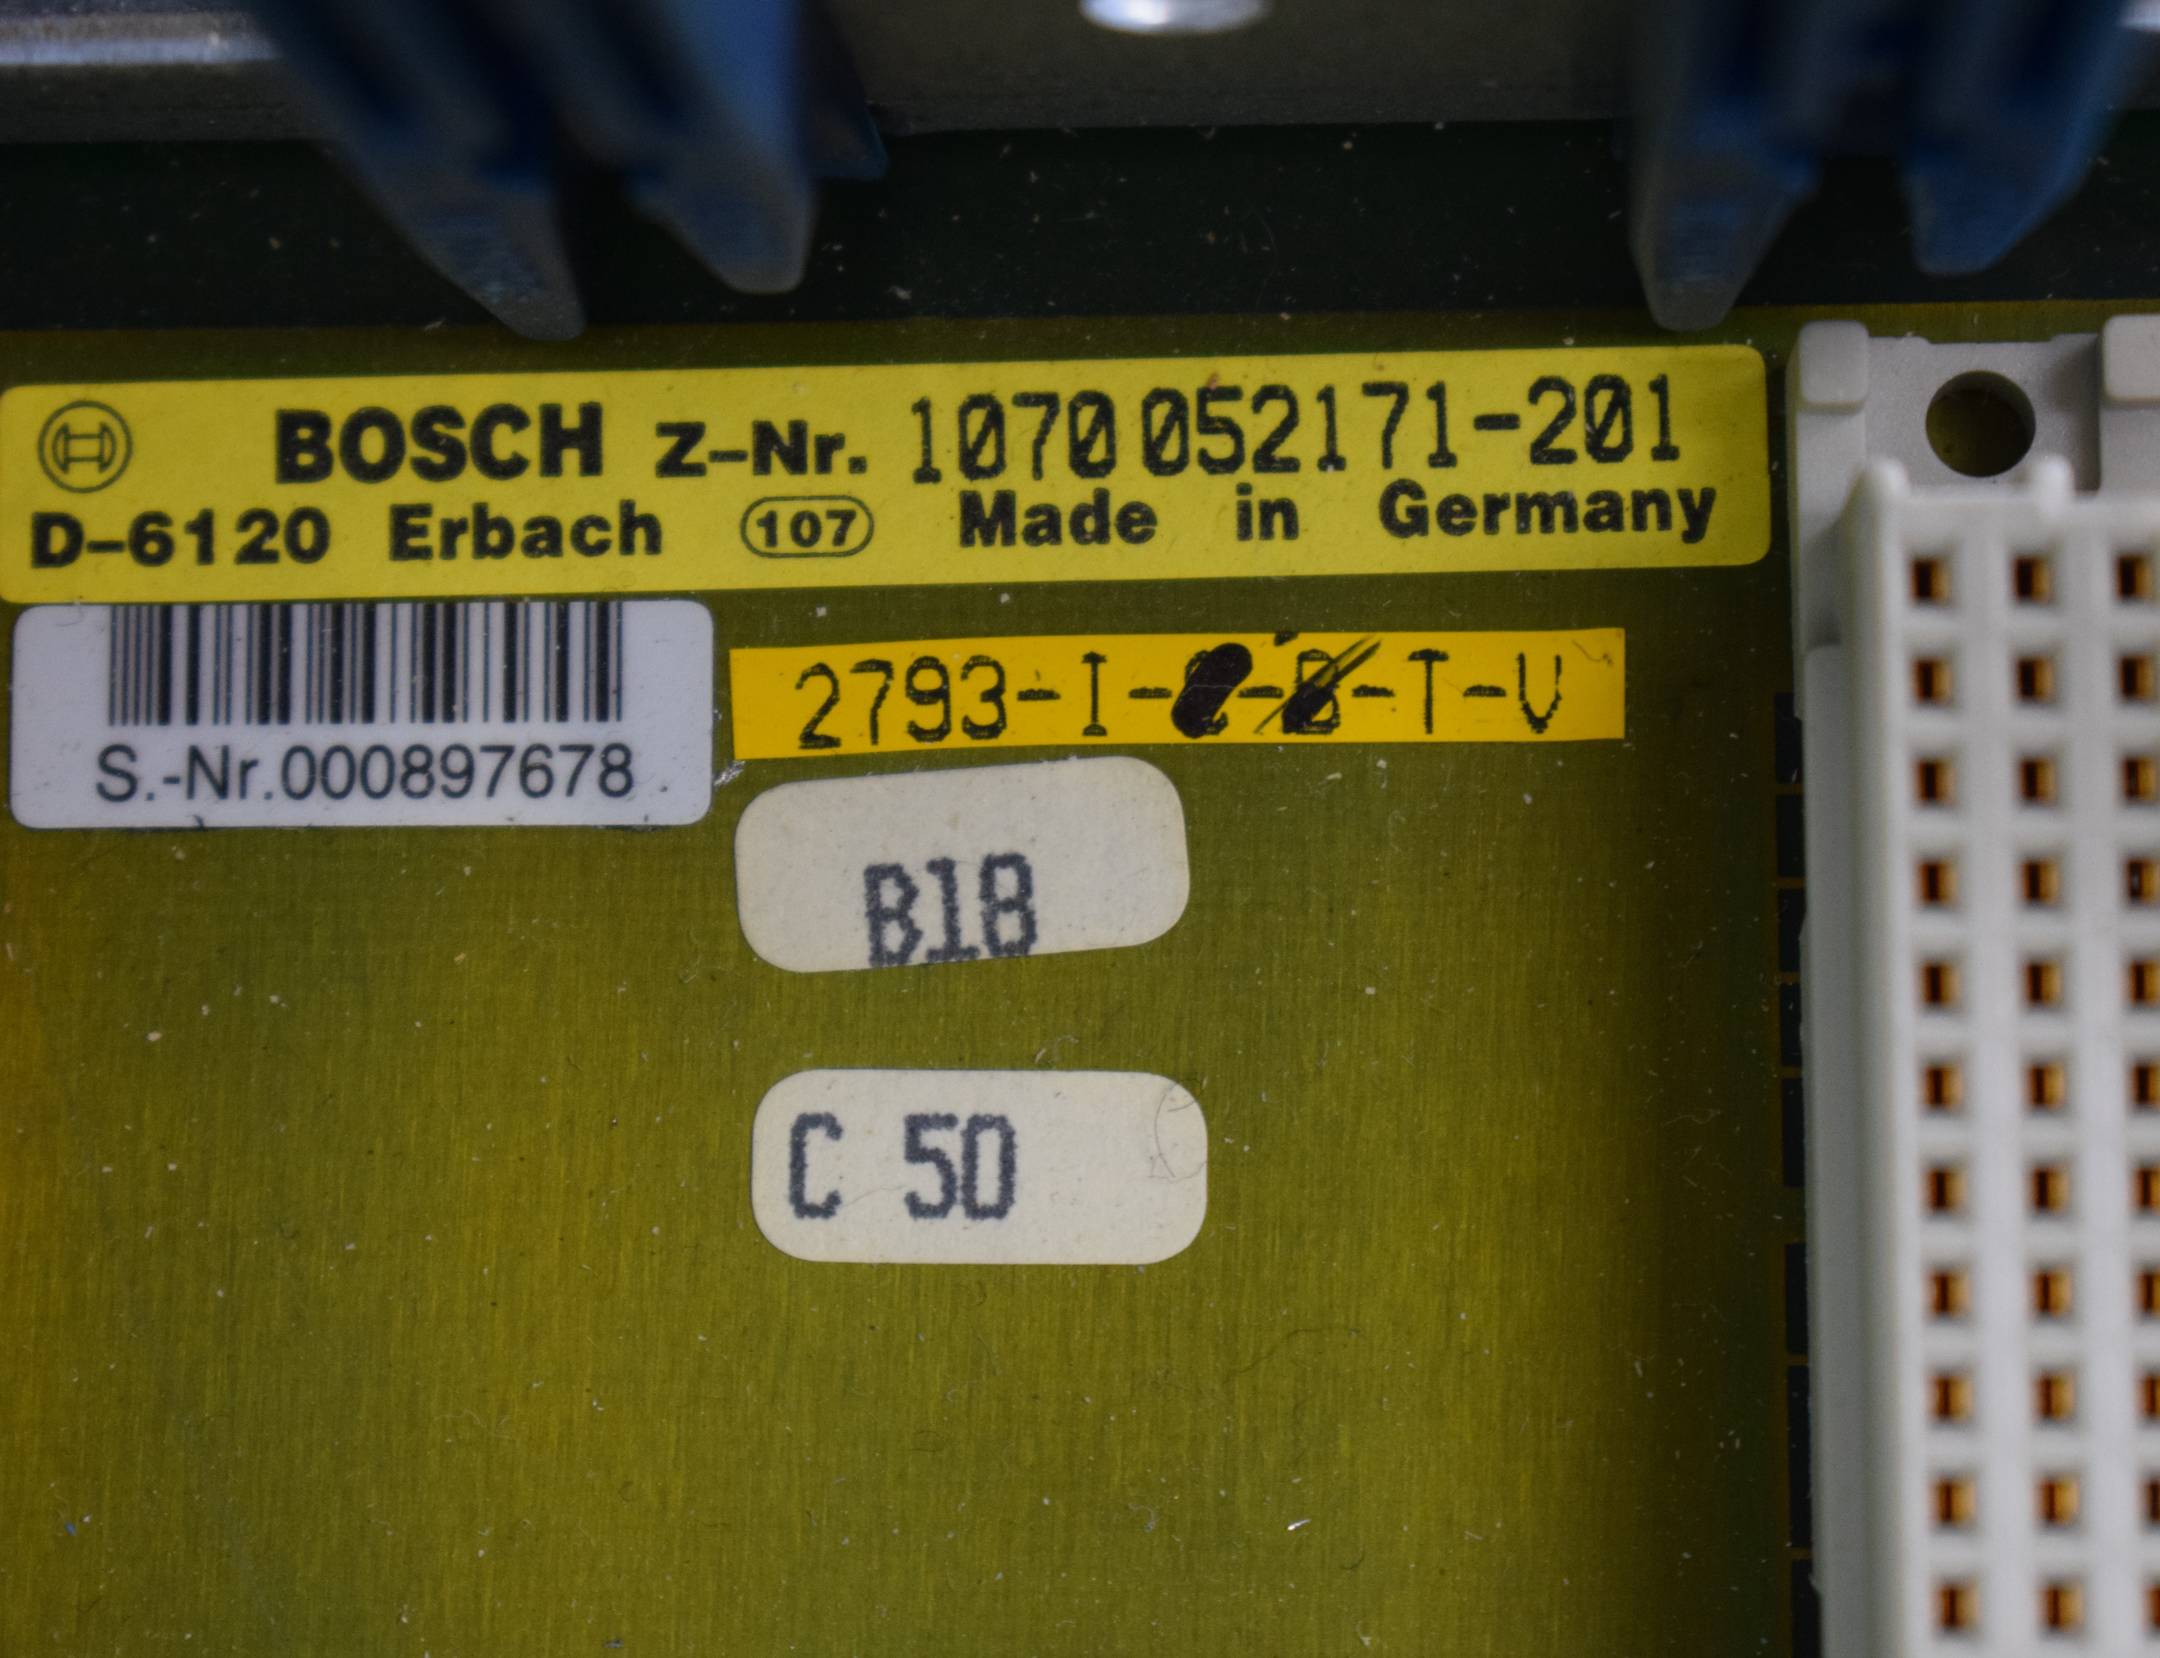 BOSCH Z-Nr. 1070 052171-201
D-6120 Erbach 107 Made in Germany
S.-Nr.000897678
2793-I- - -T-V
B18
C 50